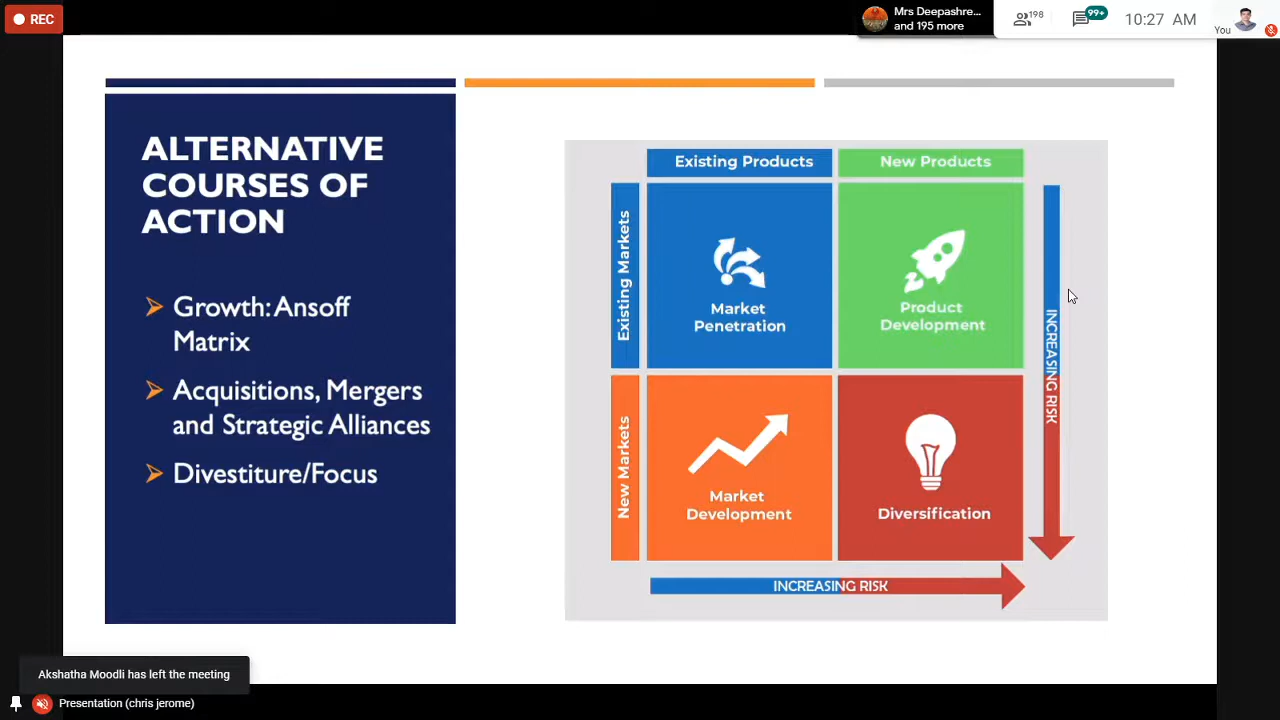 REC
Mrs Deepashre...
and 195 more
198
99+
10:27 AM
You
ALTERNATIVE
COURSES OF
ACTION
Growth: Ansoff
Matrix
Acquisitions, Mergers
and Strategic Alliances
Divestiture/Focus
Existing Products
New Products
Existing Markets
Market
Penetration
Product
Development
New Markets
Market
Development
Diversification
INCREASING RISK
INCREASING RISK
Akshatha Moodli has left the meeting
Presentation (chris jerome)